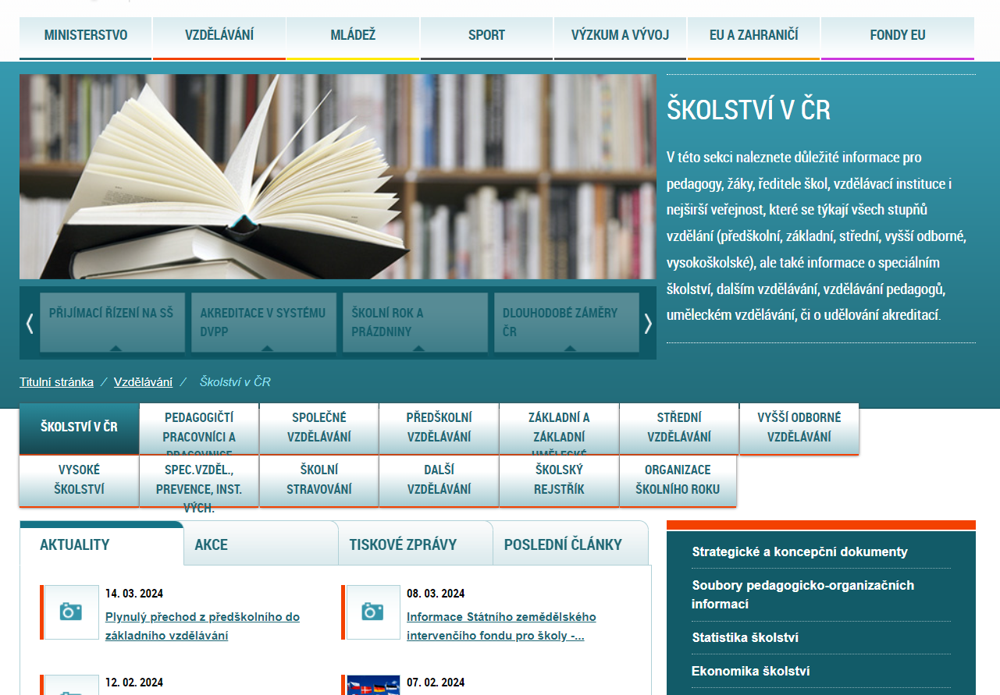 MINISTERSTVO
VZDĚLÁVÁNÍ
MLÁDEŽ
SPORT
VÝZKUM A VÝVOJ
EU A ZAHRANIČÍ
FONDY EU
ŠKOLSTVÍ V ČR
V této sekci naleznete důležité informace pro
pedagogy, žáky, ředitele škol, vzdělávací instituce i
nejširší veřejnost, které se týkají všech stupňů
vzdělání (předškolní, základní, střední, vyšší odborné,
vysokoškolské), ale také informace o speciálním
školství, dalším vzdělávání, vzdělávání pedagogů,
uměleckém vzdělávání, či o udělování akreditací.
PŘIJÍMACÍ ŘÍZENÍ NA SŠ
AKREDITACE V SYSTÉMU
DVPP
ŠKOLNÍ ROK A
PRÁZDNINY
DLOUHODOBÉ ZÁMĚRY
ČR
Titulní stránka / Vzdělávání / Školství v ČR
ŠKOLSTVÍ V ČR
PEDAGOGIČTÍ
PRACOVNÍCI A
PRACOVNICE
SPOLEČNÉ
VZDĚLÁVÁNÍ
PŘEDŠKOLNÍ
VZDĚLÁVÁNÍ
ZÁKLADNÍ A
ZÁKLADNÍ
UMĚLECKÉ
STŘEDNÍ
VZDĚLÁVÁNÍ
VYŠŠÍ ODBORNÉ
VZDĚLÁVÁNÍ
VYSOKÉ
ŠKOLSTVÍ
SPEC.VZDĚL.,
PREVENCE, INST.
VÝCH.
ŠKOLNÍ
STRAVOVÁNÍ
DALŠÍ
VZDĚLÁVÁNÍ
ŠKOLSKÝ
REJSTŘÍK
ORGANIZACE
ŠKOLNÍHO ROKU
AKTUALITY
AKCE
TISKOVÉ ZPRÁVY
POSLEDNÍ ČLÁNKY
14. 03. 2024
Plynulý přechod z předškolního do
základního vzdělávání
08. 03. 2024
Informace Státního zemědělského
intervenčího fondu pro školy -...
12. 02. 2024
07. 02. 2024
Strategické a koncepční dokumenty
Soubory pedagogicko-organizačních
informací
Statistika školství
Ekonomika školství